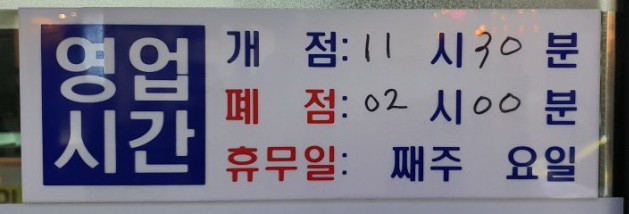 영업
시간
개 점: 11 시 30 분
폐 점: 02 시 00 분
휴무일: 째주 요일